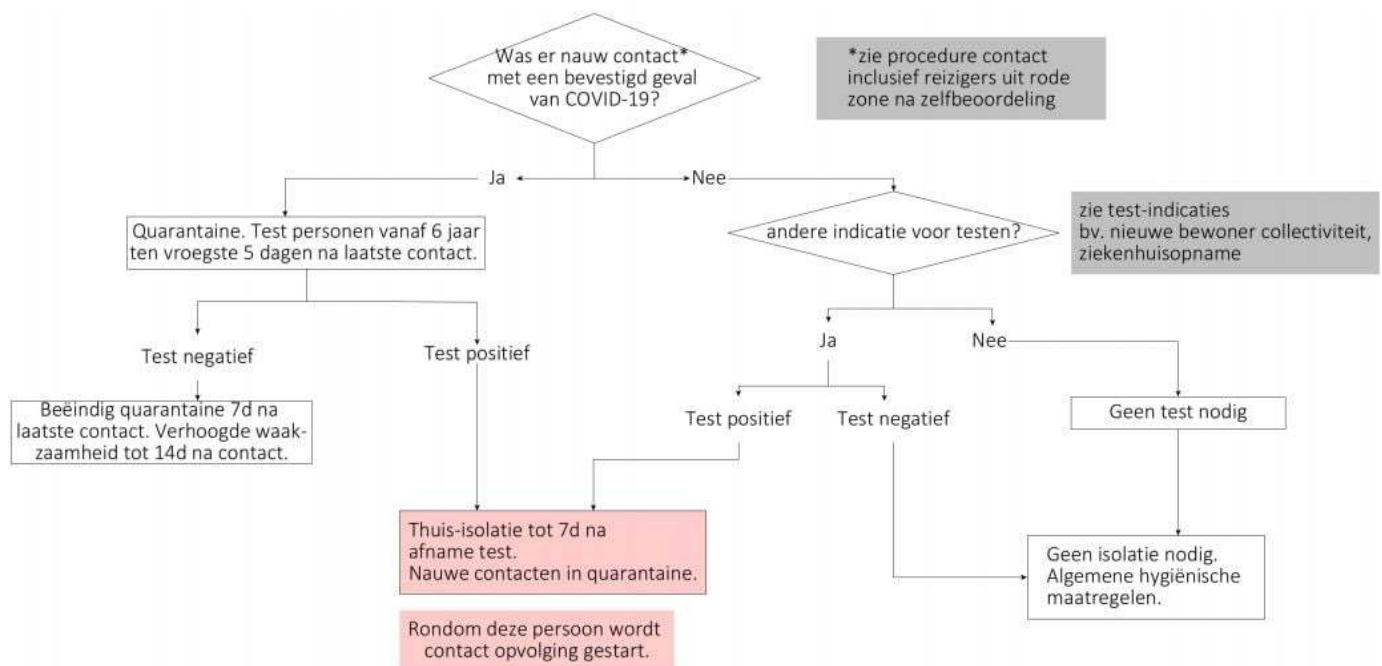 Was er nauw contact*
met een bevestigd geval
van COVID-19?
*zie procedure contact
inclusief reizigers uit rode
zone na zelfbeoordeling
Ja
Nee
Quarantaine. Test personen vanaf 6 jaar
ten vroegste 5 dagen na laatste contact.
andere indicatie voor testen?
zie test-indicaties
bv. nieuwe bewoner collectiviteit,
ziekenhuisopname
Test negatief
Test positief
Ja
Nee
Beëindig quarantaine 7d na
laatste contact. Verhoogde waak-
zaamheid tot 14d na contact.
Test positief
Test negatief
Geen test nodig
Thuis-isolatie tot 7d na
afname test.
Nauwe contacten in quarantaine.
Geen isolatie nodig.
Algemene hygiënische
maatregelen.
Rondom deze persoon wordt
contact opvolging gestart.